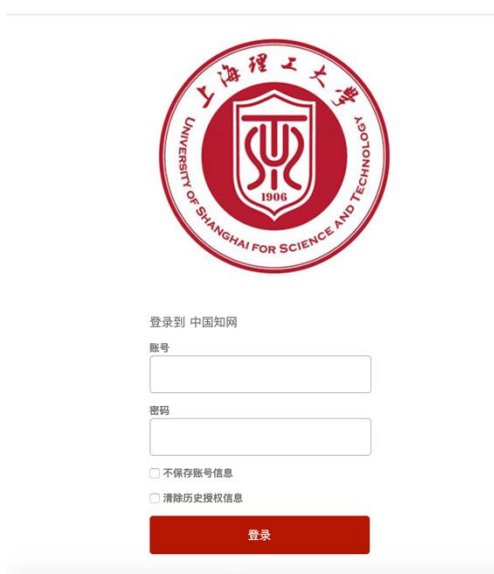 上海理工大學
UNIVERSITY OF SHANGHAI FOR SCIENCE AND TECHNOLOGY
1906
登录到 中国知网
账号
密码
不保存账号信息
清除历史授权信息
登录